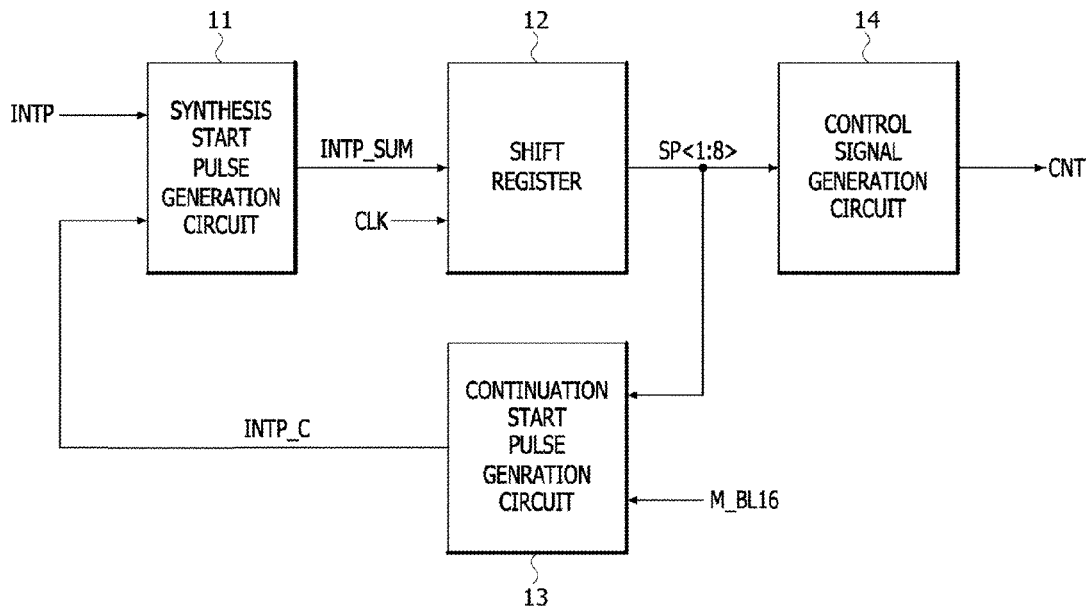 11
12
14
INTP
SYNTHESIS
START
PULSE
GENERATION
CIRCUIT
INTP_SUM
CLK
SHIFT
REGISTER
SP<1:8>
CONTROL
SIGNAL
GENERATION
CIRCUIT
CNT
INTP_C
CONTINUATION
START
PULSE
GENRATION
CIRCUIT
M_BL16
13